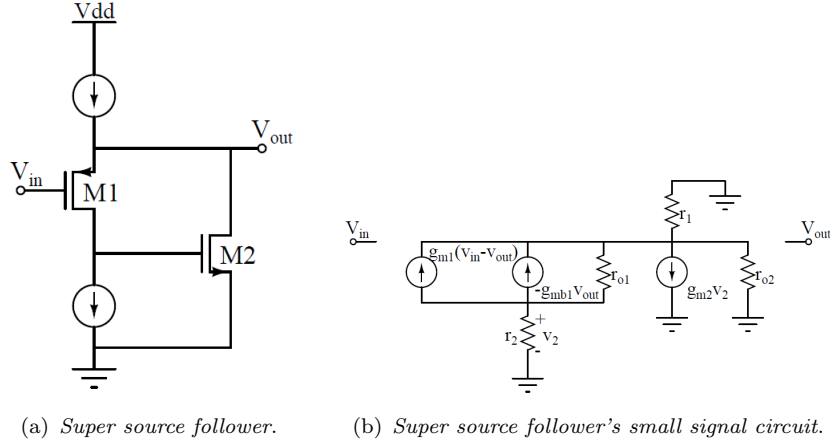 Vdd
Vout
Vin
M1
M2
(a) Super source follower.
r1
Vin
Vout
gm1(Vin-Vout)
-gmb1Vout
ro1
gm2V2
ro2
r2
+
V2
-
(b) Super source follower's small signal circuit.